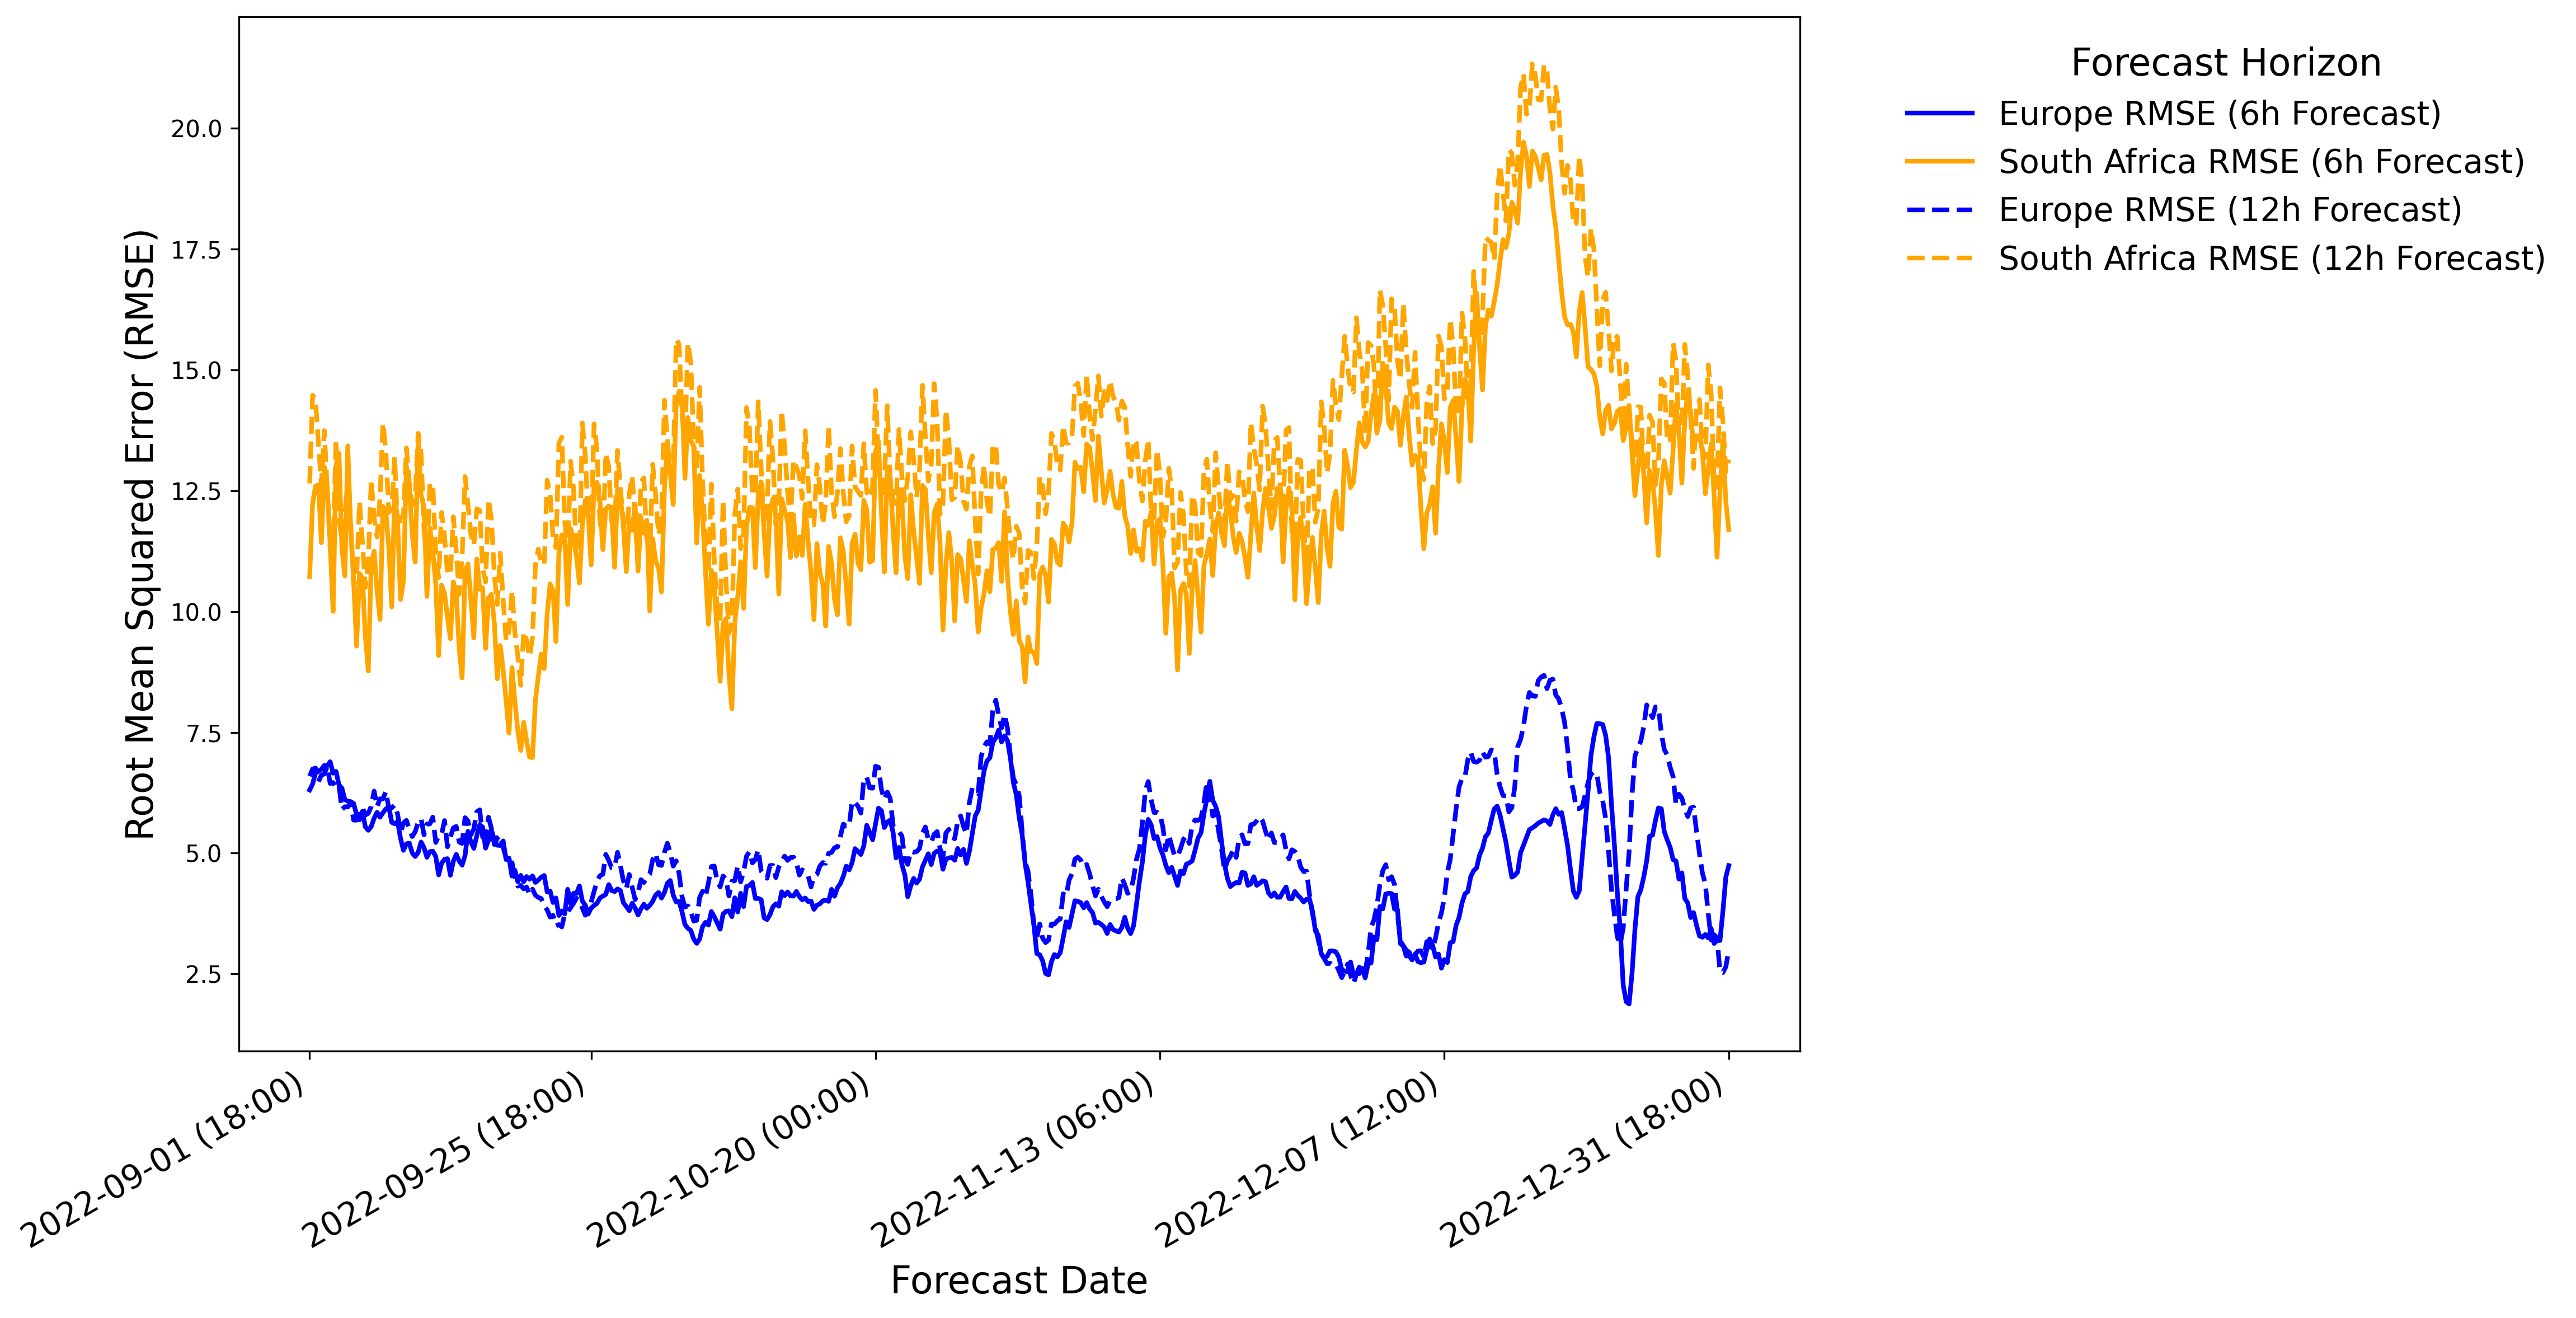 Forecast Horizon
Europe RMSE (6h Forecast)
South Africa RMSE (6h Forecast)
Europe RMSE (12h Forecast)
South Africa RMSE (12h Forecast)
Root Mean Squared Error (RMSE)
20.0
17.5
15.0
12.5
10.0
7.5
5.0
2.5
2022-09-01 (18:00)
2022-09-25 (18:00)
2022-10-20 (00:00)
2022-11-13 (06:00)
2022-12-07 (12:00)
2022-12-31 (18:00)
Forecast Date